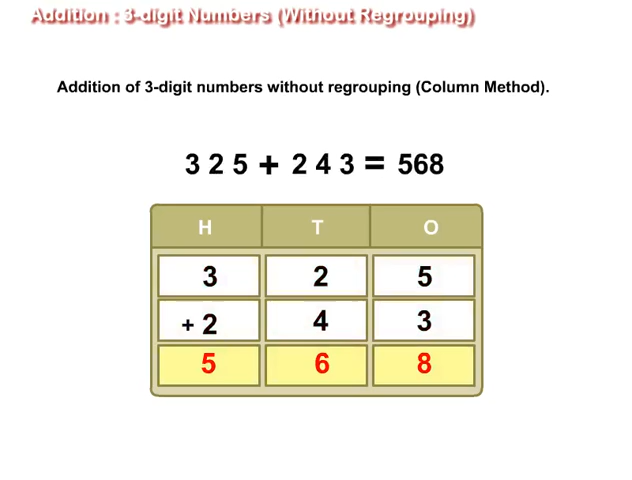 Addition : 3-digit Numbers (Without Regrouping)
Addition of 3-digit numbers without regrouping (Column Method).
3 2 5 + 2 4 3 = 568
H T O
3 2 5
+ 2 4 3
5 6 8